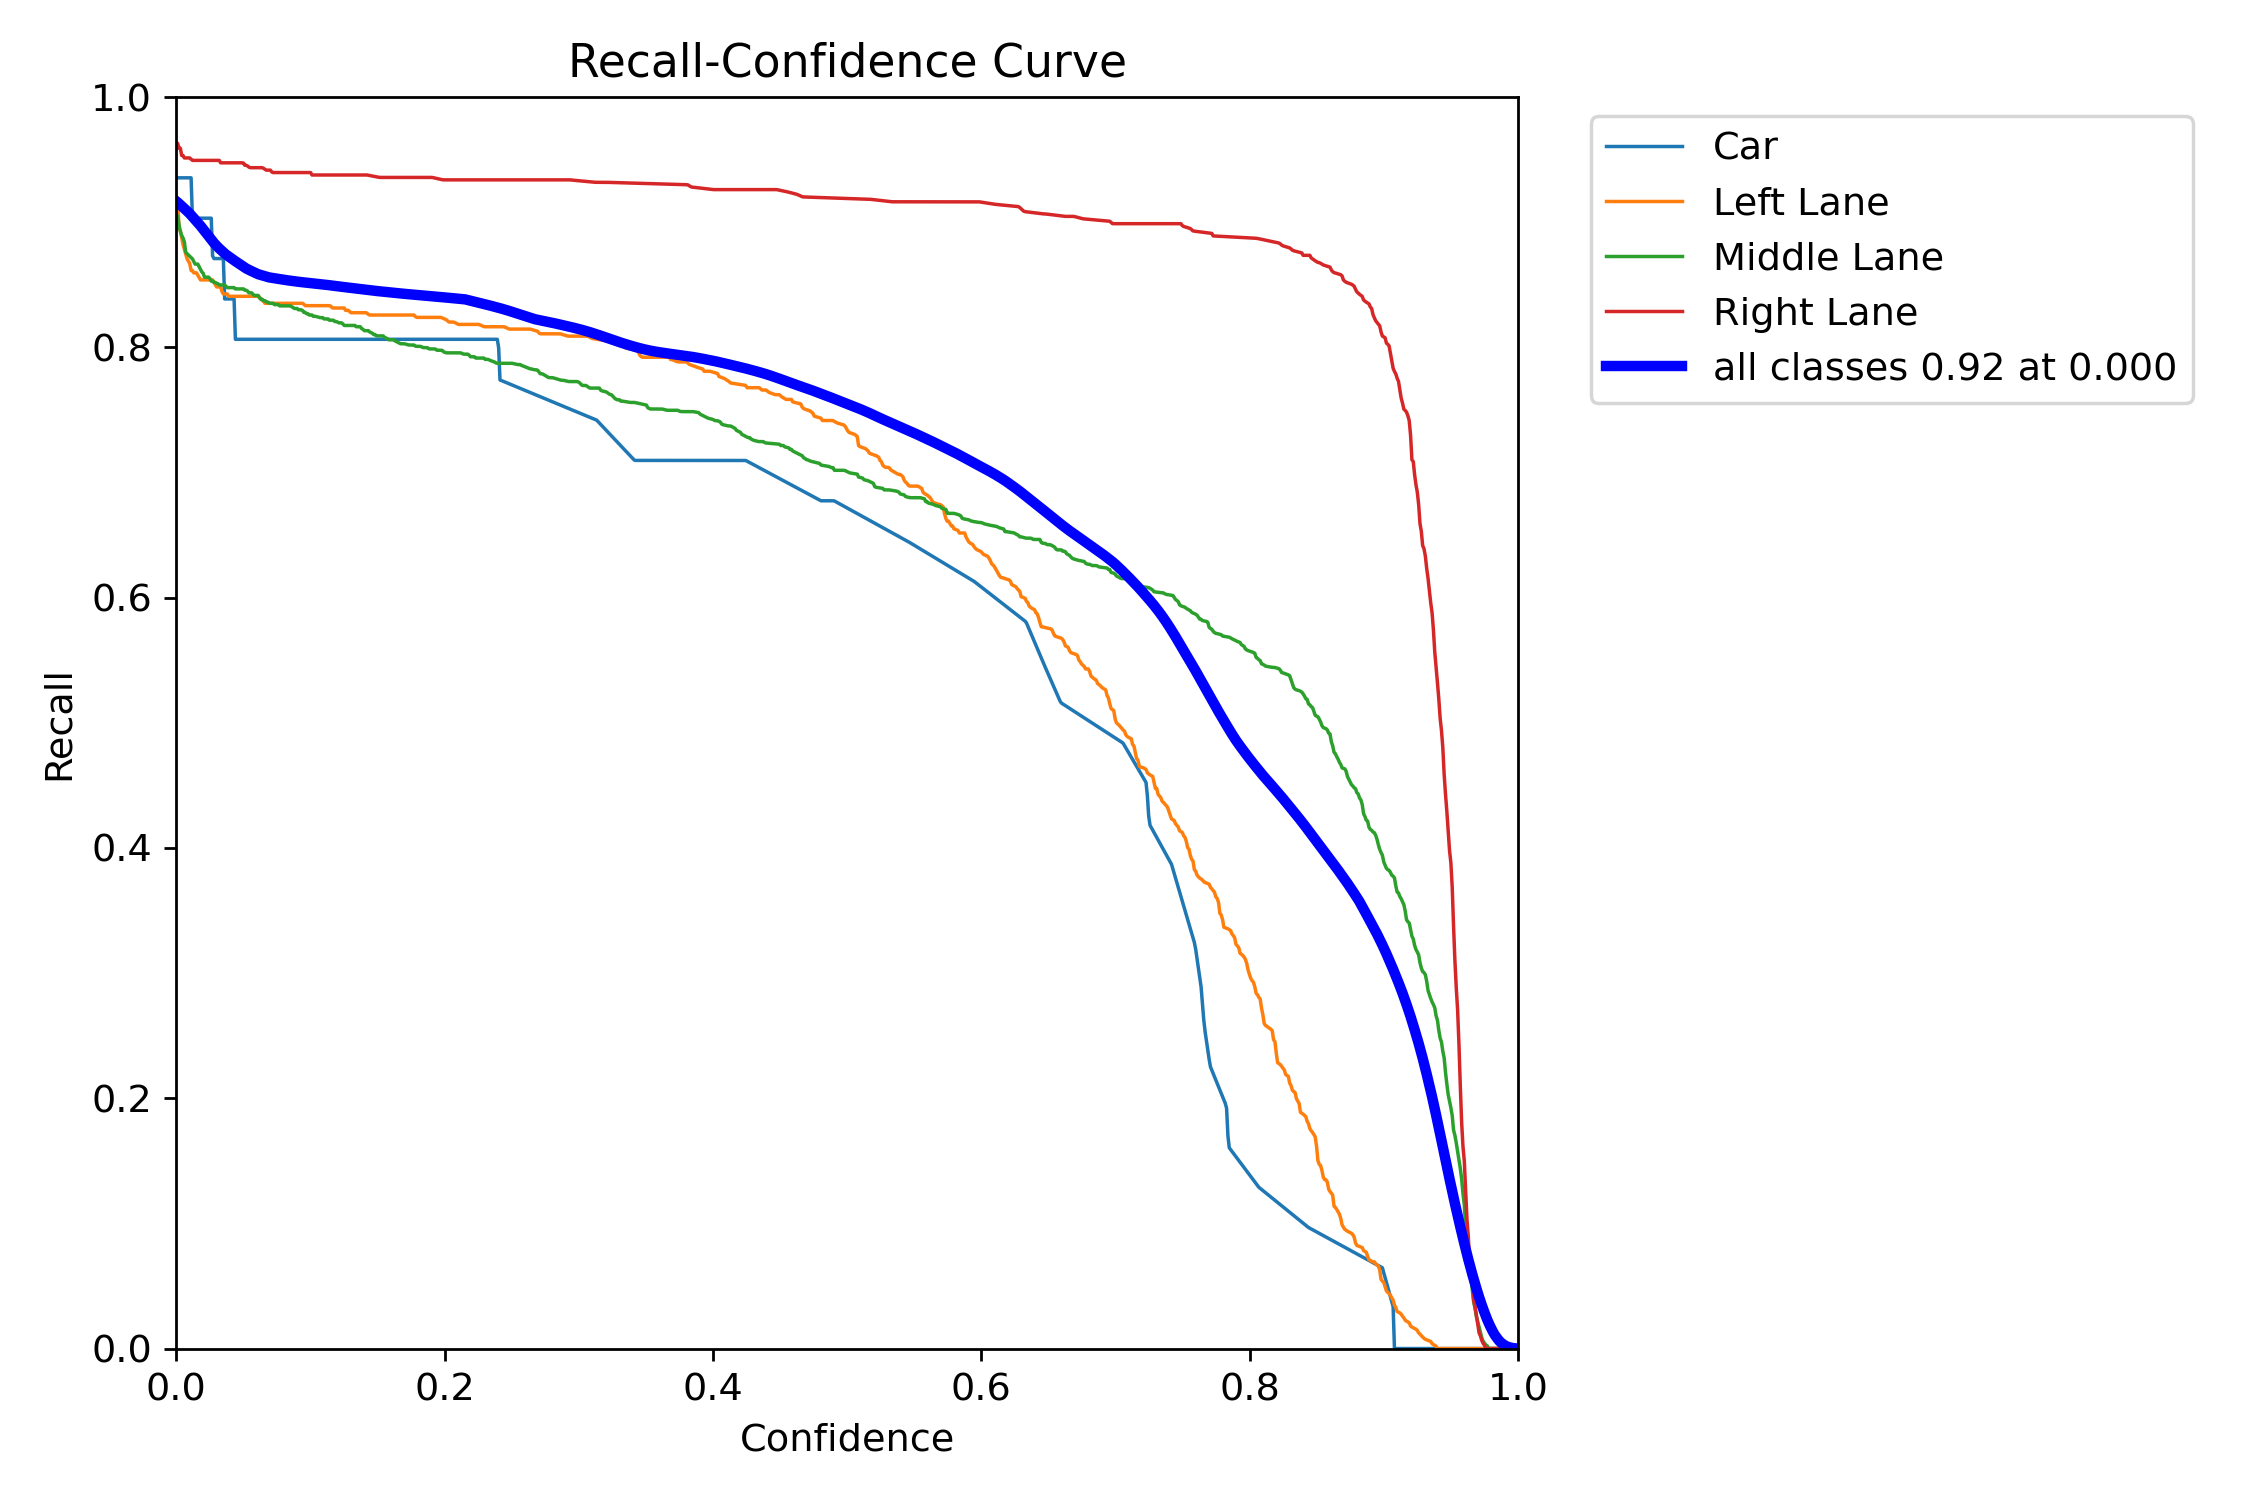 Recall-Confidence Curve
1.0
0.8
0.6
0.4
0.2
0.0
Recall
0.0 0.2 0.4 0.6 0.8 1.0
Confidence
Car
Left Lane
Middle Lane
Right Lane
all classes 0.92 at 0.000